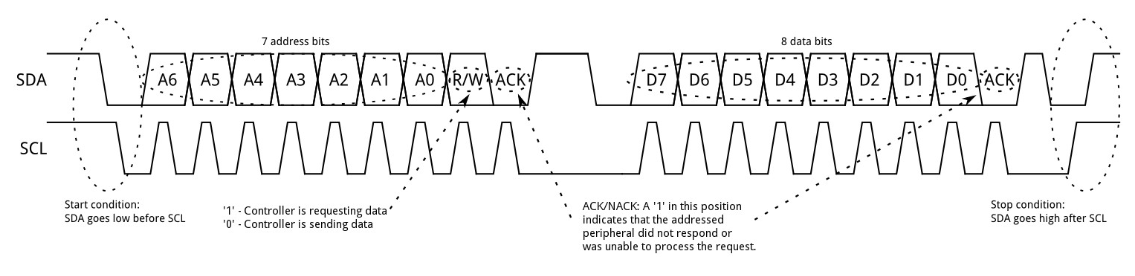 7 address bits
8 data bits
SDA
A6 A5 A4 A3 A2 A1 A0 R/W ACK
D7 D6 D5 D4 D3 D2 D1 D0 ACK
SCL
Start condition:
SDA goes low before SCL
'1' - Controller is requesting data
'0' - Controller is sending data
ACK/NACK: A '1' in this position
indicates that the addressed
peripheral did not respond or
was unable to process the request.
Stop condition:
SDA goes high after SCL